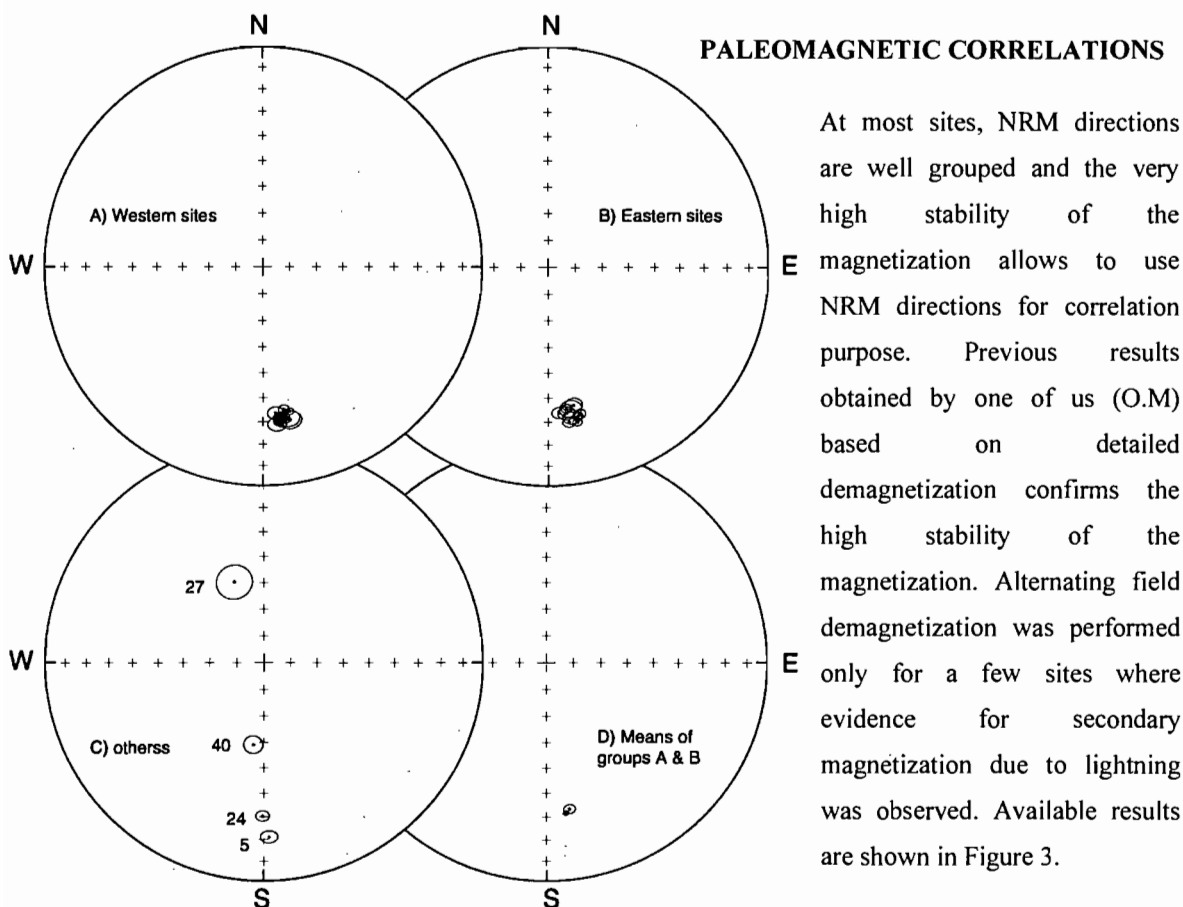 N
N
PALEOMAGNETIC CORRELATIONS
A) Western sites
B) Eastern sites
W
E
27
W
E
C) otherss
40
D) Means of
groups A & B
24
5
S
S
At most sites, NRM directions
are well grouped and the very
high stability of the
magnetization allows to use
NRM directions for correlation
purpose. Previous results
obtained by one of us (O.M)
based on detailed
demagnetization confirms the
high stability of the
magnetization. Alternating field
demagnetization was performed
only for a few sites where
evidence for secondary
magnetization due to lightning
was observed. Available results
are shown in Figure 3.